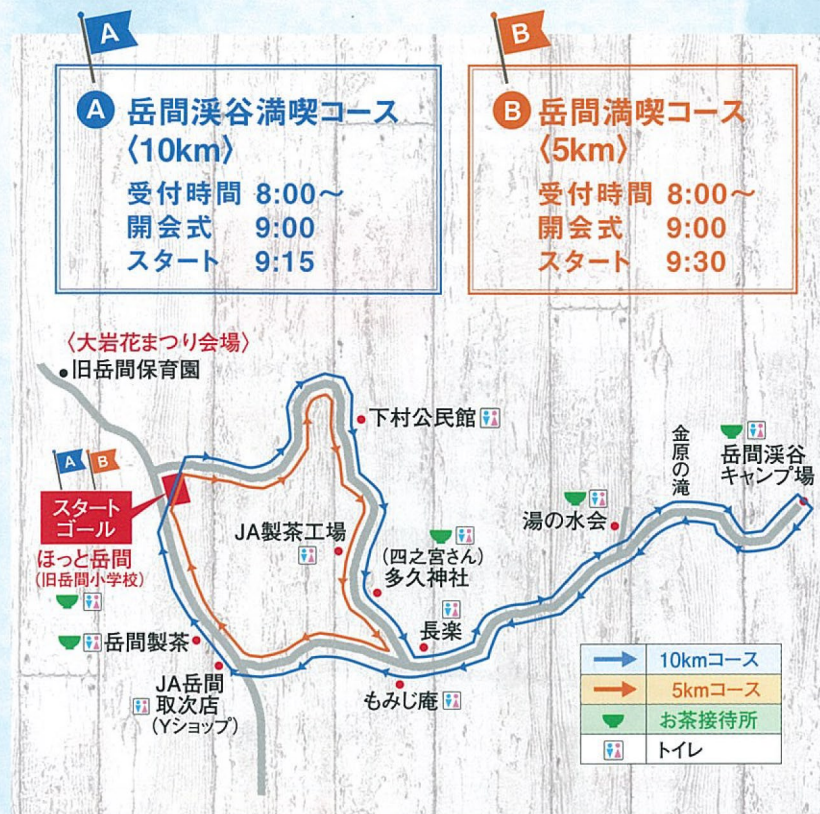 A
A 岳間渓谷満喫コース
〈10km〉
受付時間 8:00～
開会式 9:00
スタート 9:15
B
B 岳間満喫コース
〈5km〉
受付時間 8:00～
開会式 9:00
スタート 9:30
〈大岩花まつり会場〉
旧岳間保育園
下村公民館
金原の滝
岳間渓谷
キャンプ場
A B
スタート
ゴール
ほっと岳間
(旧岳間小学校)
JA製茶工場
湯の水会
(四之宮さん)
多久神社
長楽
岳間製茶
JA岳間
取次店
(Yショップ)
もみじ庵
10kmコース
5kmコース
お茶接待所
トイレ